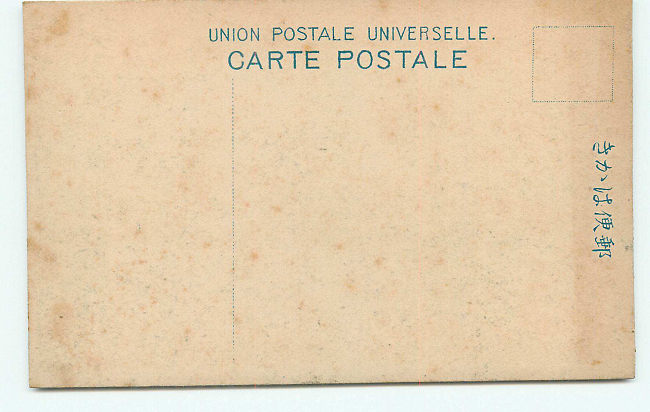 UNION POSTALE UNIVERSELLE.
CARTE POSTALE
郵便はかき